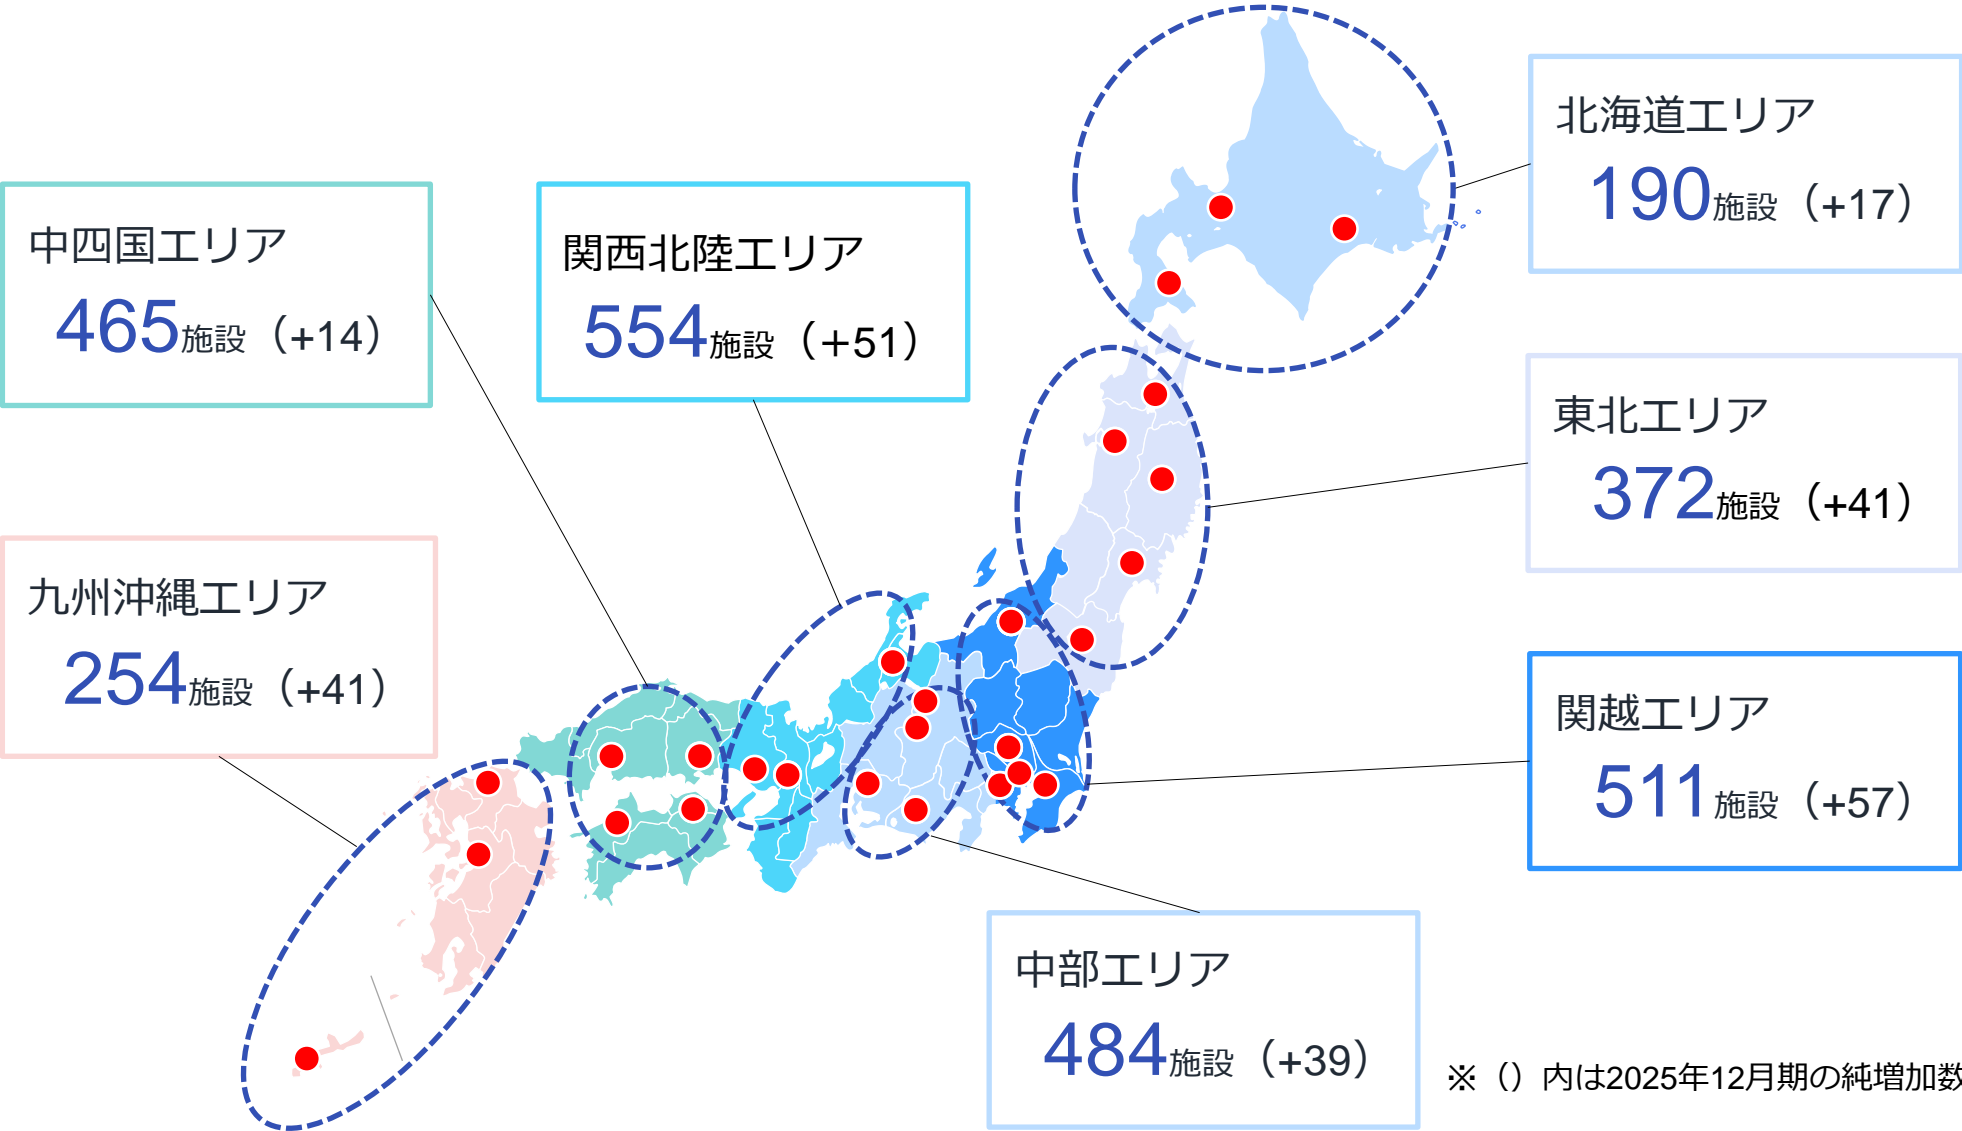 北海道エリア
190施設（+17）
中四国エリア
465施設（+14）
関西北陸エリア
554施設（+51）
東北エリア
372施設（+41）
九州沖縄エリア
254施設（+41）
関越エリア
511施設（+57）
中部エリア
484施設（+39）
※（）内は2025年12月期の純増加数